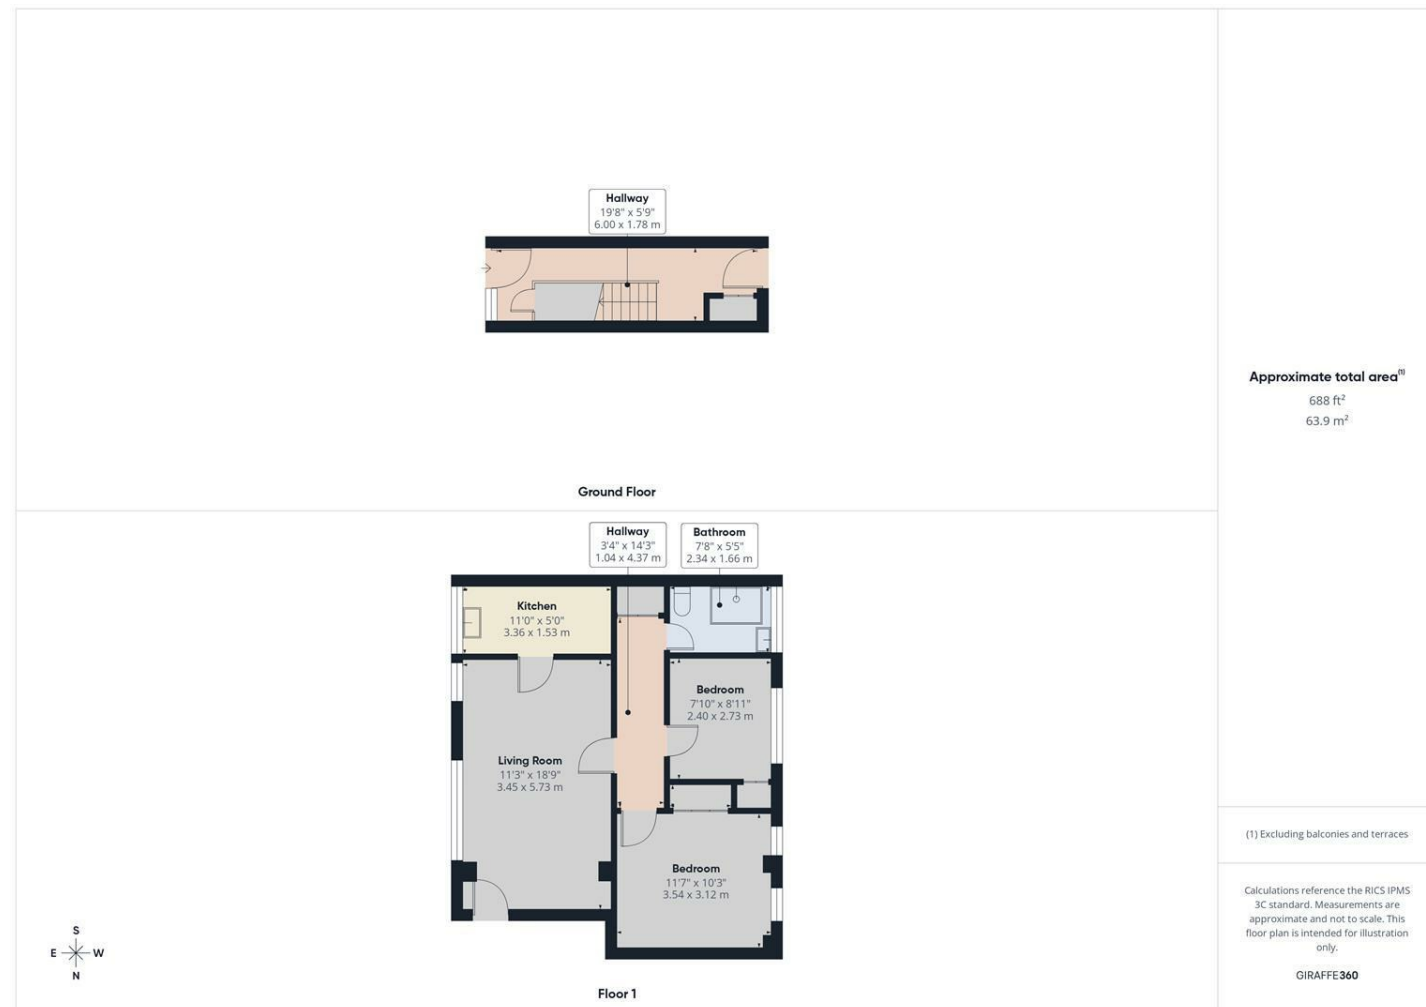 Hallway
19'8" x 5'9"
6.00 x 1.78 m
Ground Floor
Hallway
3'4" x 14'3"
1.04 x 4.37 m
Bathroom
7'8" x 5'5"
2.34 x 1.66 m
Kitchen
11'0" x 5'0"
3.36 x 1.53 m
Bedroom
7'10" x 8'11"
2.40 x 2.73 m
Living Room
11'3" x 18'9"
3.45 x 5.73 m
Bedroom
11'7" x 10'3"
3.54 x 3.12 m
S
E W
N
Floor 1
Approximate total area(1)
688 ft²
63.9 m²
(1) Excluding balconies and terraces
Calculations reference the RICS IPMS
3C standard. Measurements are
approximate and not to scale. This
floor plan is intended for illustration
only.
GIRAFFE360